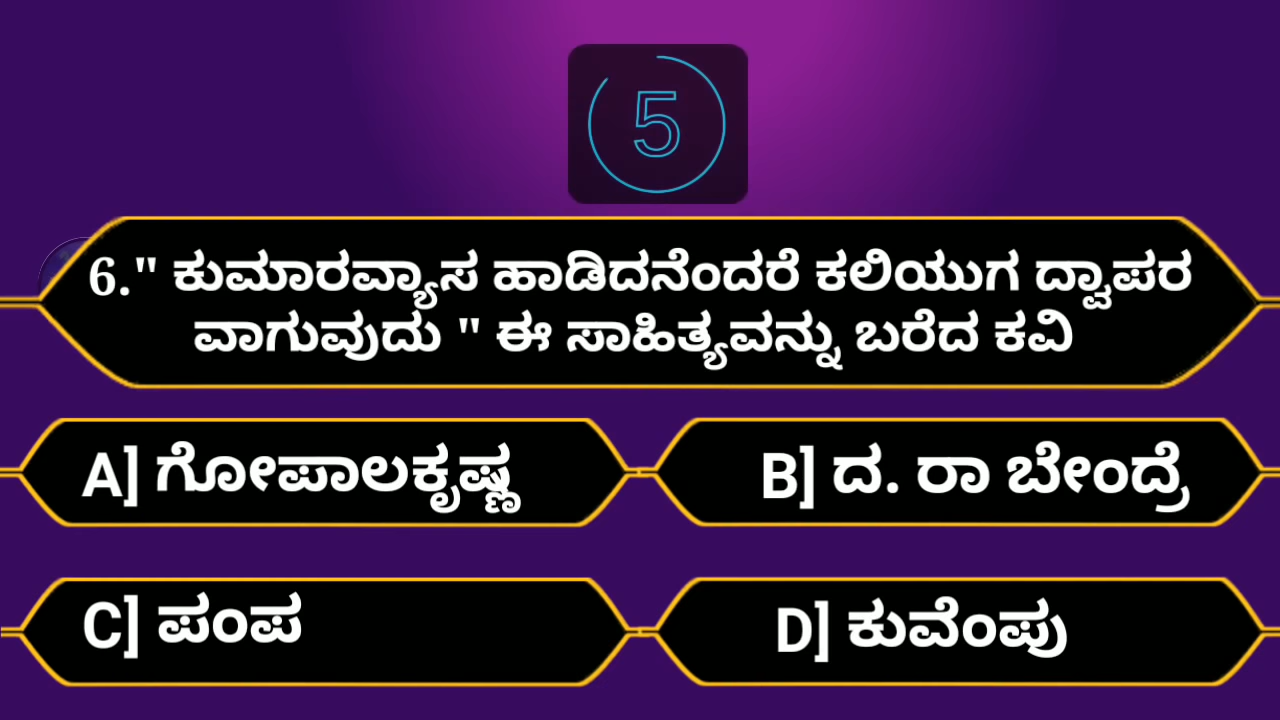 5
6." ಕುಮಾರವ್ಯಾಸ ಹಾಡಿದನೆಂದರೆ ಕಲಿಯುಗ ದ್ವಾಪರ
ವಾಗುವುದು " ಈ ಸಾಹಿತ್ಯವನ್ನು ಬರೆದ ಕವಿ
A] ಗೋಪಾಲಕೃಷ್ಣ
B] ದ. ರಾ ಬೇಂದ್ರೆ
C] ಪಂಪ
D] ಕುವೆಂಪು